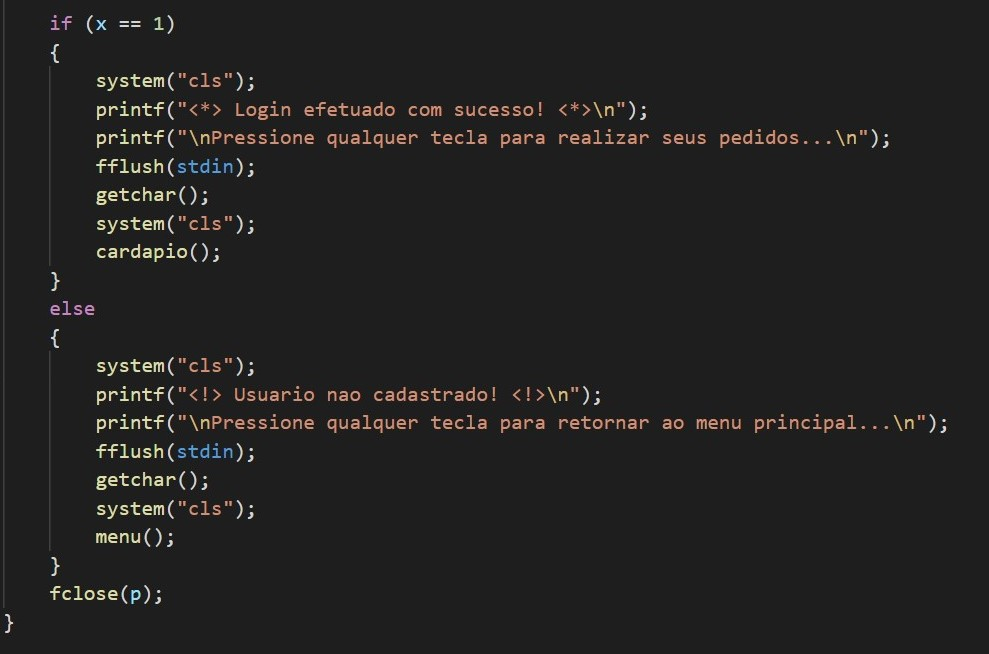 if (x == 1)
{
system("cls");
printf("<*> Login efetuado com sucesso! <*>\n");
printf("\nPressione qualquer tecla para realizar seus pedidos...\n");
fflush(stdin);
getchar();
system("cls");
cardapio();
}
else
{
system("cls");
printf("<!> Usuario nao cadastrado! <!>\n");
printf("\nPressione qualquer tecla para retornar ao menu principal...\n");
fflush(stdin);
getchar();
system("cls");
menu();
}
fclose(p);
}